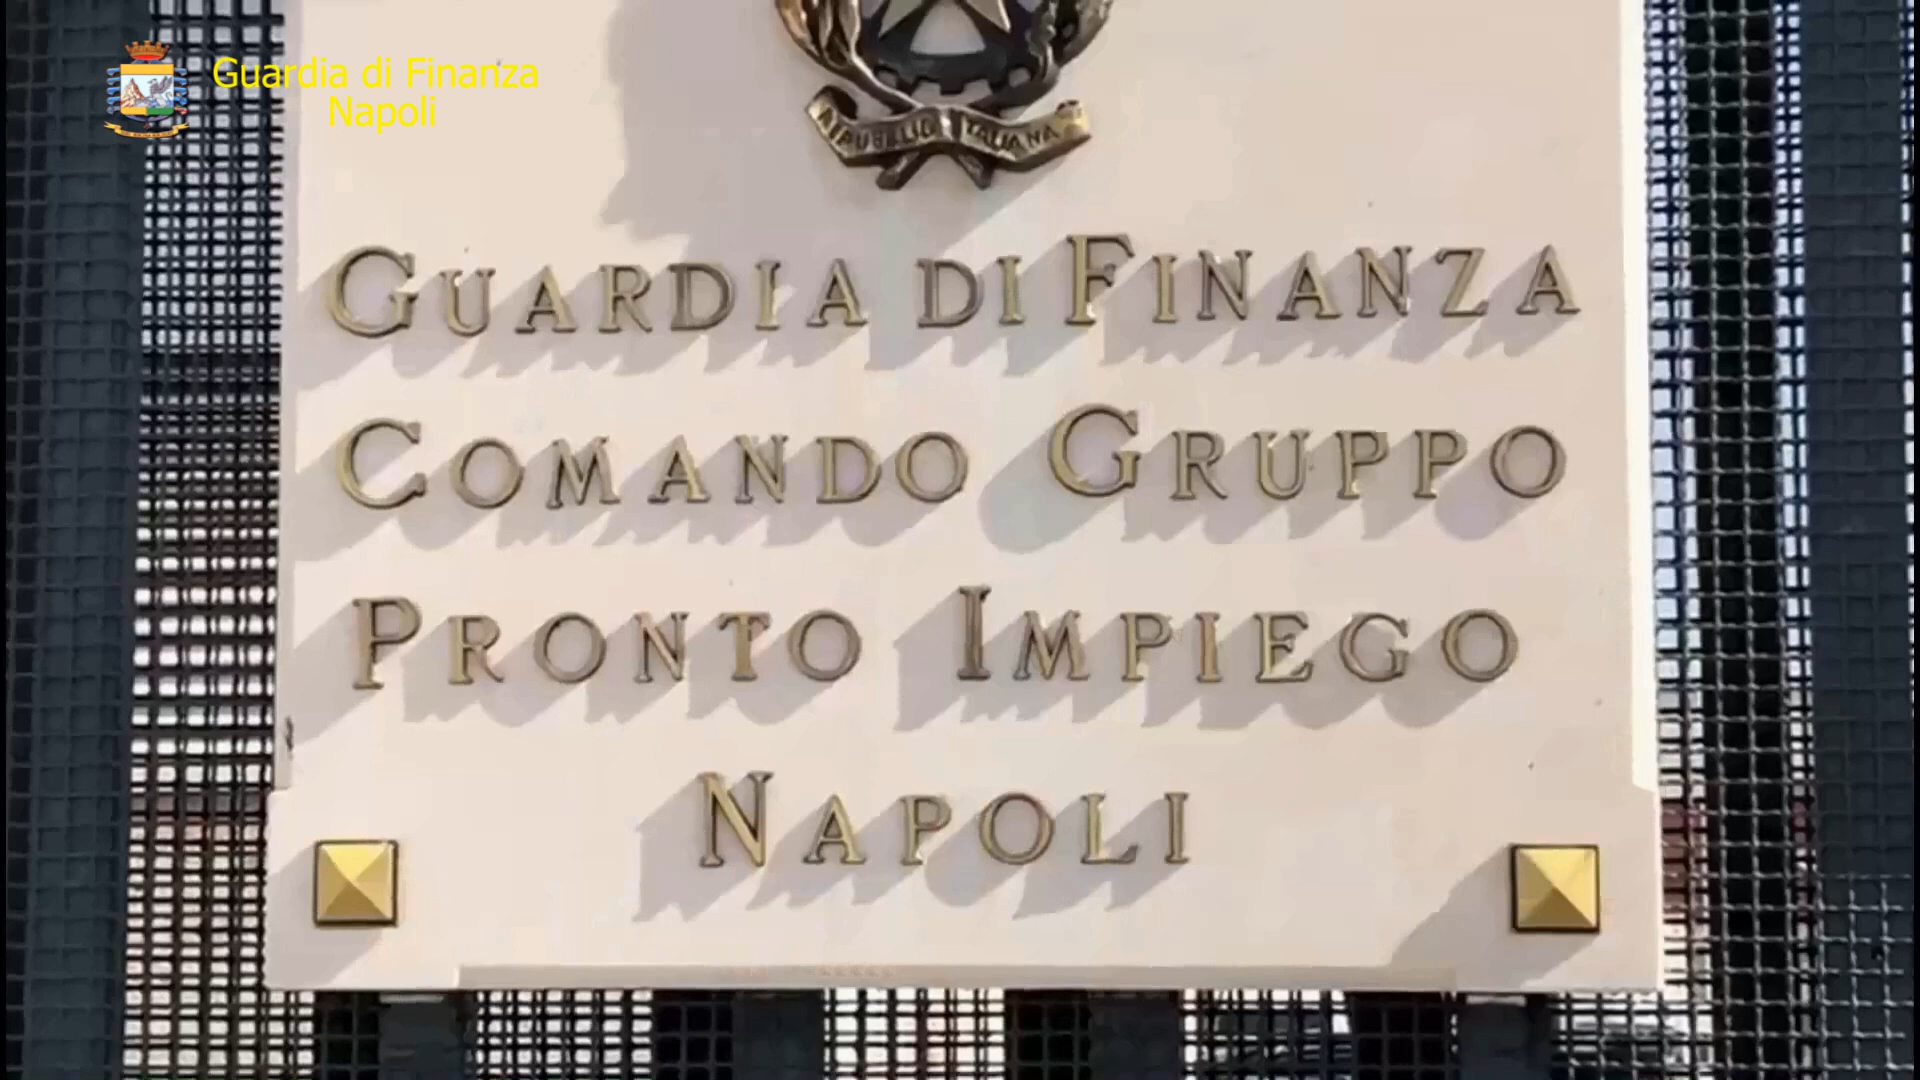 Guardia di Finanza
Napoli
REPUBBLICA ITALIANA
GUARDIA DI FINANZA
COMANDO GRUPPO
PRONTO IMPIEGO
NAPOLI